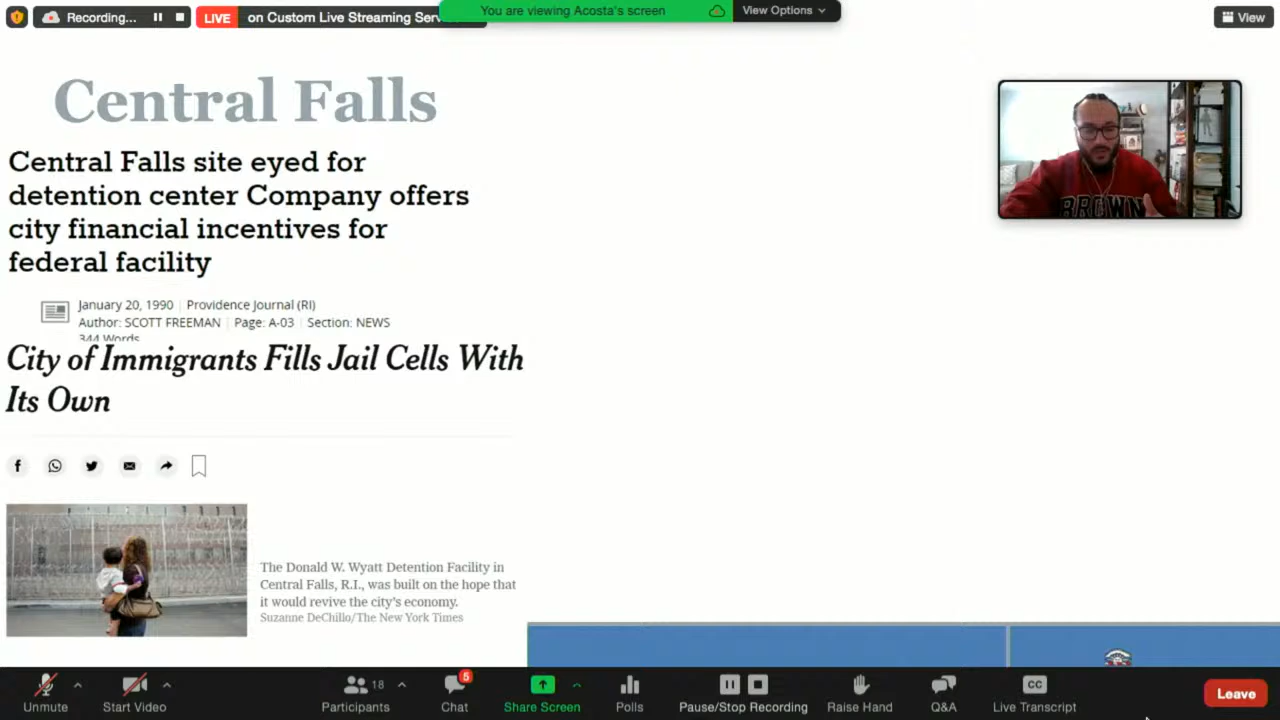 Recording...
LIVE
on Custom Live Streaming Serv
You are viewing Acosta's screen
View Options
View
Central Falls
Central Falls site eyed for
detention center Company offers
city financial incentives for
federal facility
January 20, 1990 | Providence Journal (RI)
Author: SCOTT FREEMAN | Page: A-03 | Section: NEWS
344 Words
BROWN
City of Immigrants Fills Jail Cells With
Its Own
The Donald W. Wyatt Detention Facility in
Central Falls, R.I., was built on the hope that
it would revive the city's economy.
Suzanne DeChillo/The New York Times
Unmute
Start Video
18
Participants
5
Chat
Share Screen
Polls
Pause/Stop Recording
Raise Hand
Q&A
CC
Live Transcript
Leave